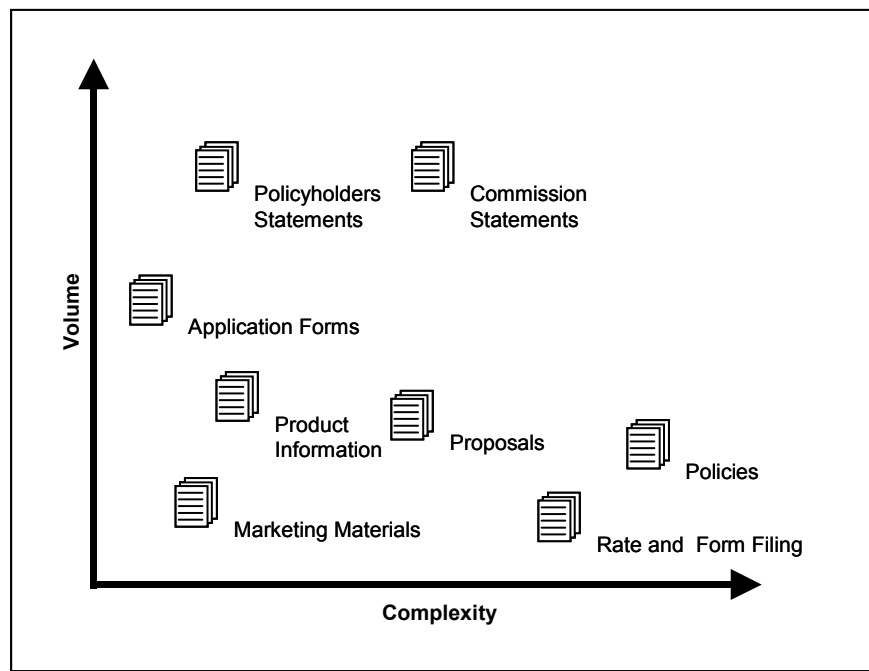 Policyholders
Statements
Commission
Statements
Volume
Application Forms
Product
Information
Proposals
Policies
Marketing Materials
Rate and  Form Filing
Complexity